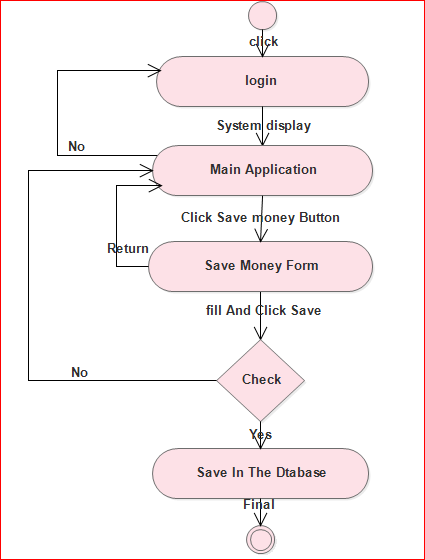 click
login
System display
No
Main Application
Click Save money Button
Return
Save Money Form
fill And Click Save
No
Check
Yes
Save In The Dtabase
Final